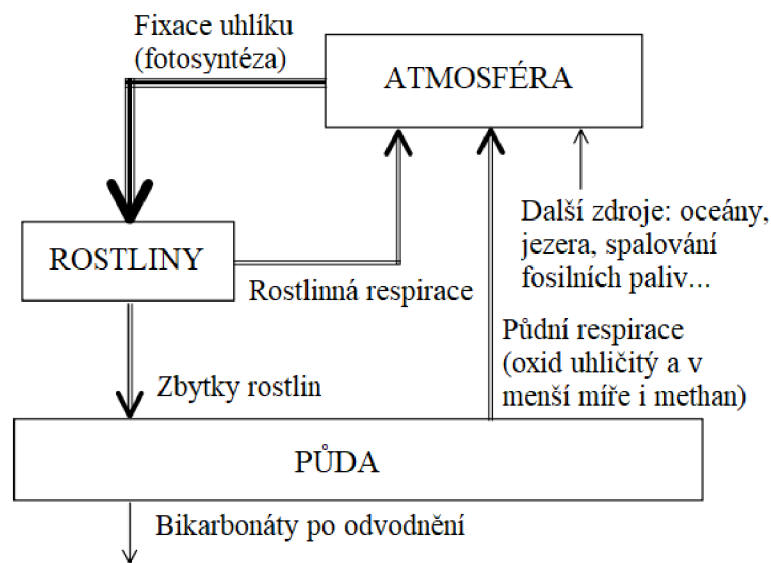 Fixace uhlíku
(fotosyntéza)
ATMOSFÉRA
ROSTLINY
Další zdroje: oceány,
jezera, spalování
fosilních paliv...
Rostlinná respirace
Půdní respirace
(oxid uhličitý a v
menší míře i methan)
Zbytky rostlin
PŮDA
Bikarbonáty po odvodnění